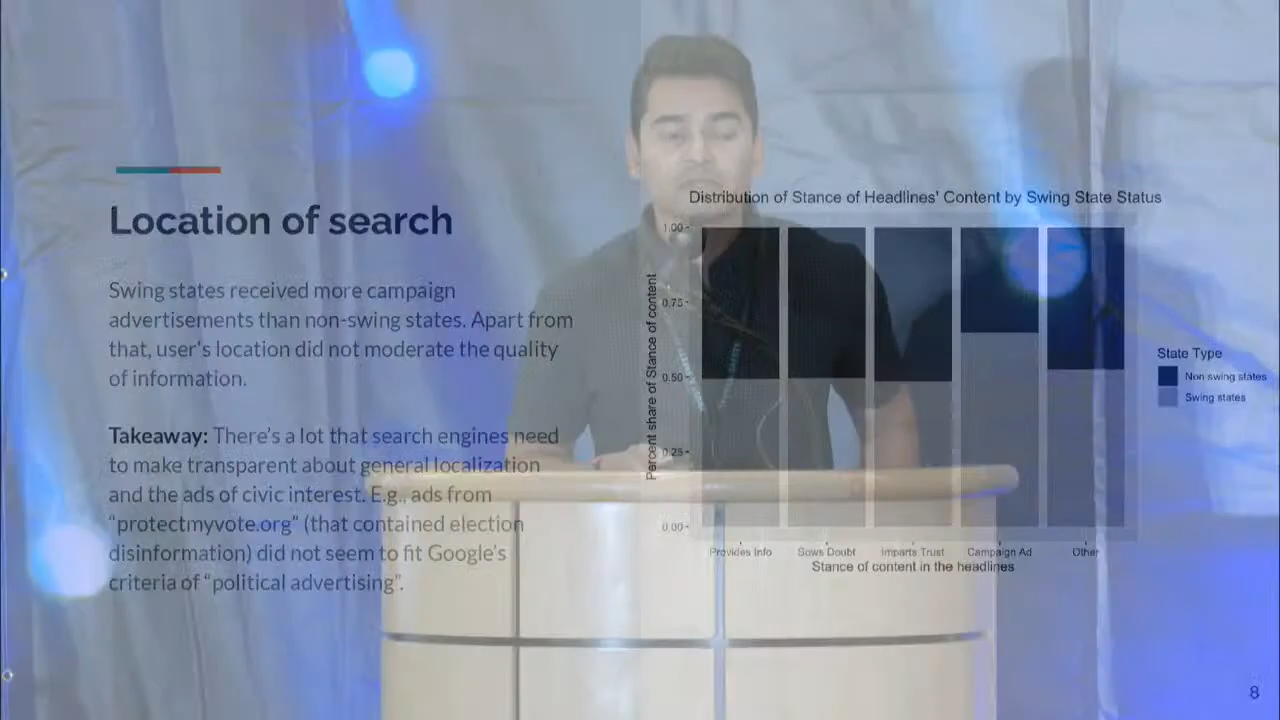 Location of search
Swing states received more campaign
advertisements than non-swing states. Apart from
that, user's location did not moderate the quality
of information.
Takeaway: There's a lot that search engines need
to make transparent about general localization
and the ads of civic interest. E.g., ads from
"protectmyvote.org" (that contained election
disinformation) did not seem to fit Google's
criteria of "political advertising".
Distribution of Stance of Headlines' Content by Swing State Status
Percent share of Stance of content
1.00
0.75
0.50
0.25
0.00
Provides Info Sows Doubt Imparts Trust Campaign Ad Other
Stance of content in the headlines
State Type
Non swing states
Swing states
8